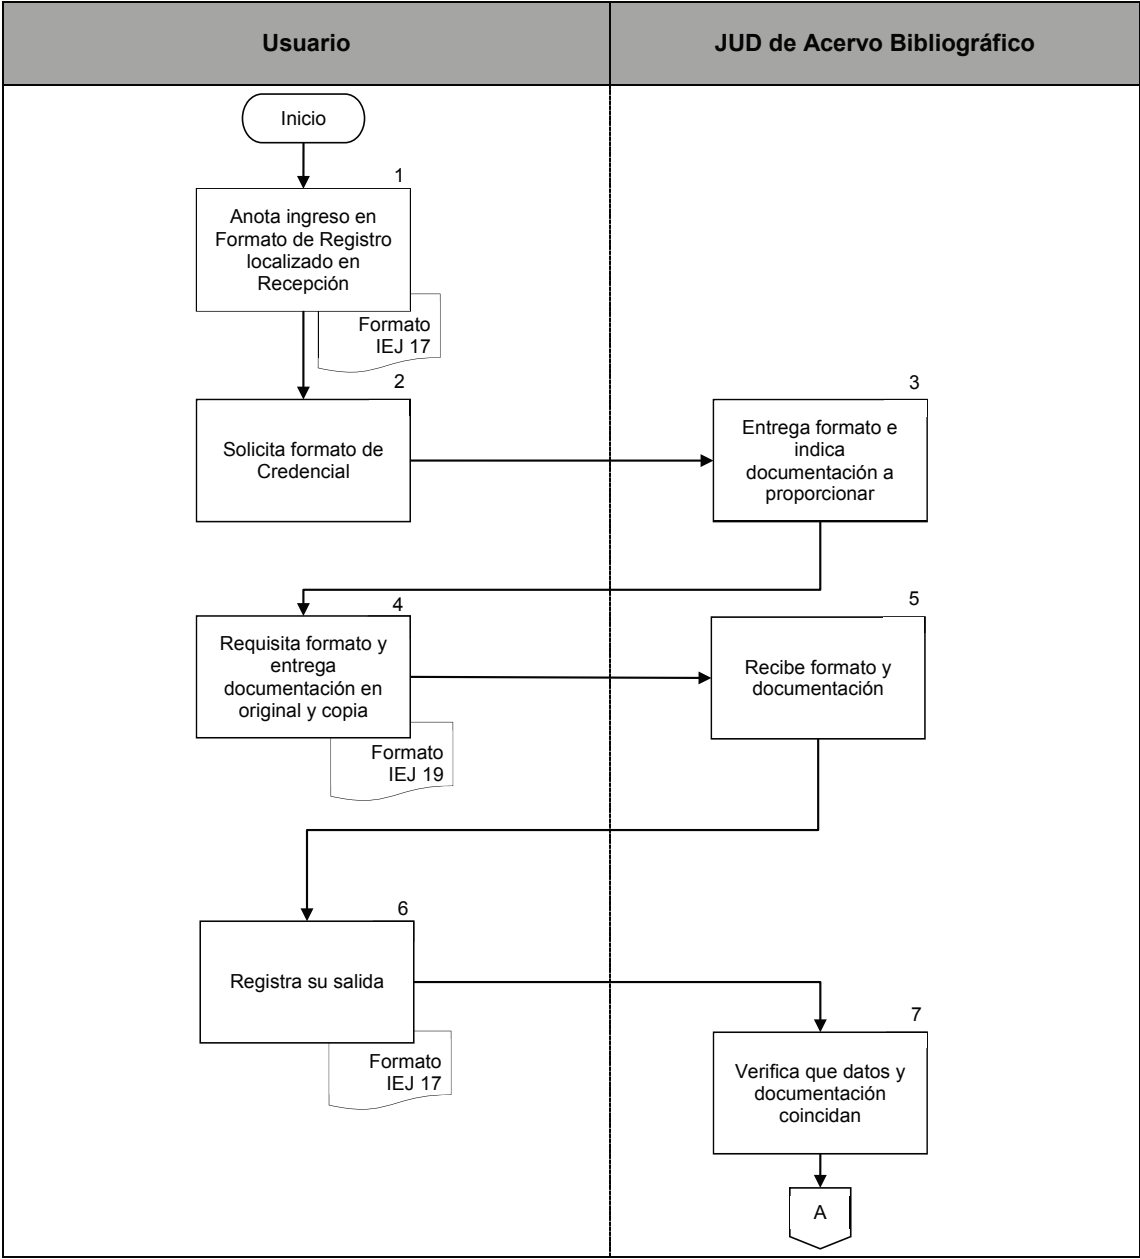 Usuario
JUD de Acervo Bibliográfico
Inicio
1
Anota ingreso en
Formato de Registro
localizado en
Recepción
Formato
IEJ 17
2
Solicita formato de
Credencial
3
Entrega formato e
indica
documentación a
proporcionar
4
Requisita formato y
entrega
documentación en
original y copia
Formato
IEJ 19
5
Recibe formato y
documentación
6
Registra su salida
Formato
IEJ 17
7
Verifica que datos y
documentación
coincidan
A